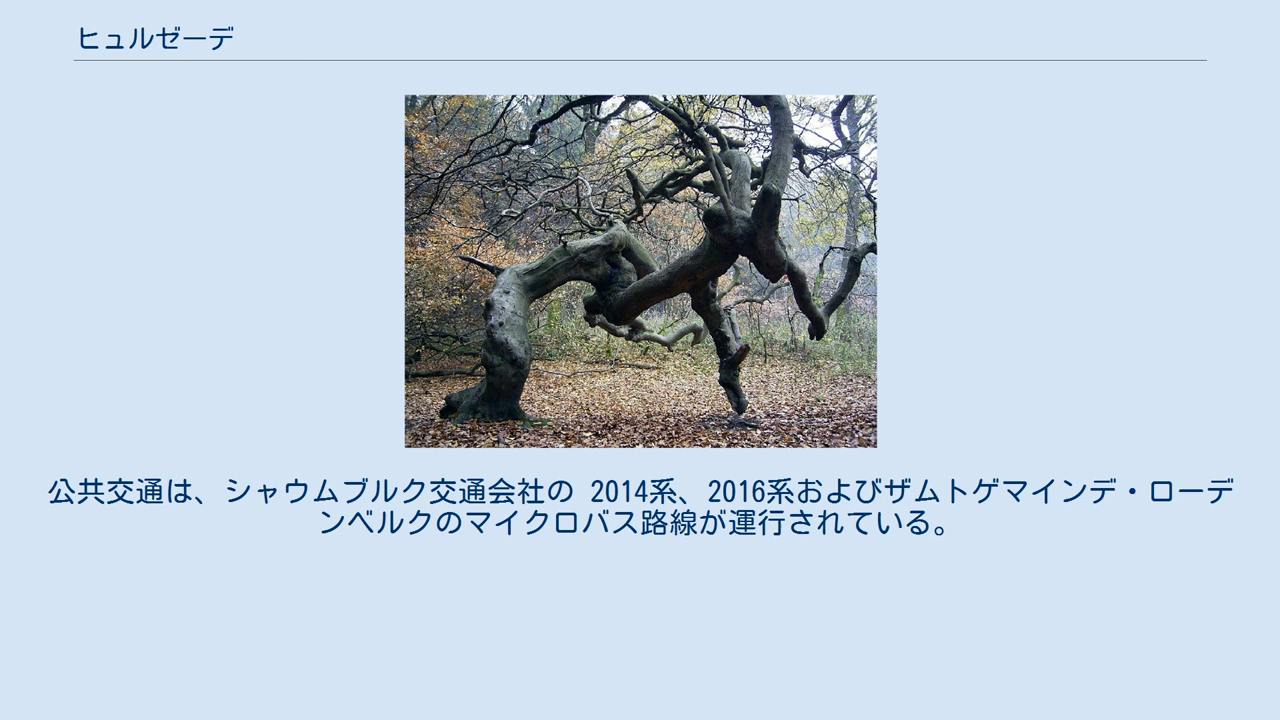 ヒュルゼーデ
公共交通は、シャウムブルク交通会社の 2014系、2016系およびザムトゲマインデ・ローデ
ンベルクのマイクロバス路線が運行されている。